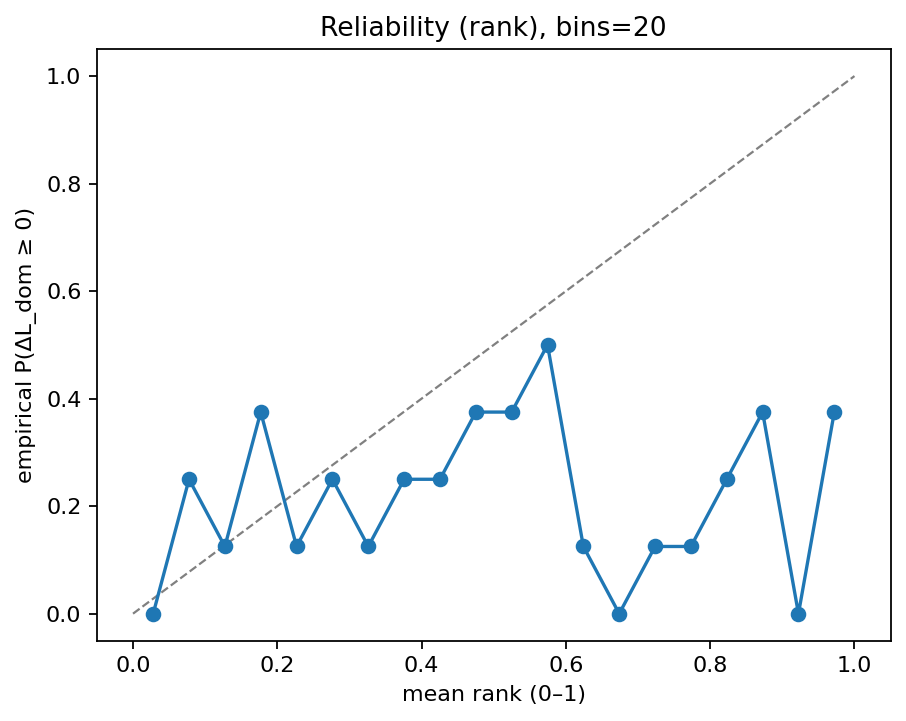 Reliability (rank), bins=20
empirical P(ΔL_dom ≥ 0)
1.0
0.8
0.6
0.4
0.2
0.0
0.0 0.2 0.4 0.6 0.8 1.0
mean rank (0–1)